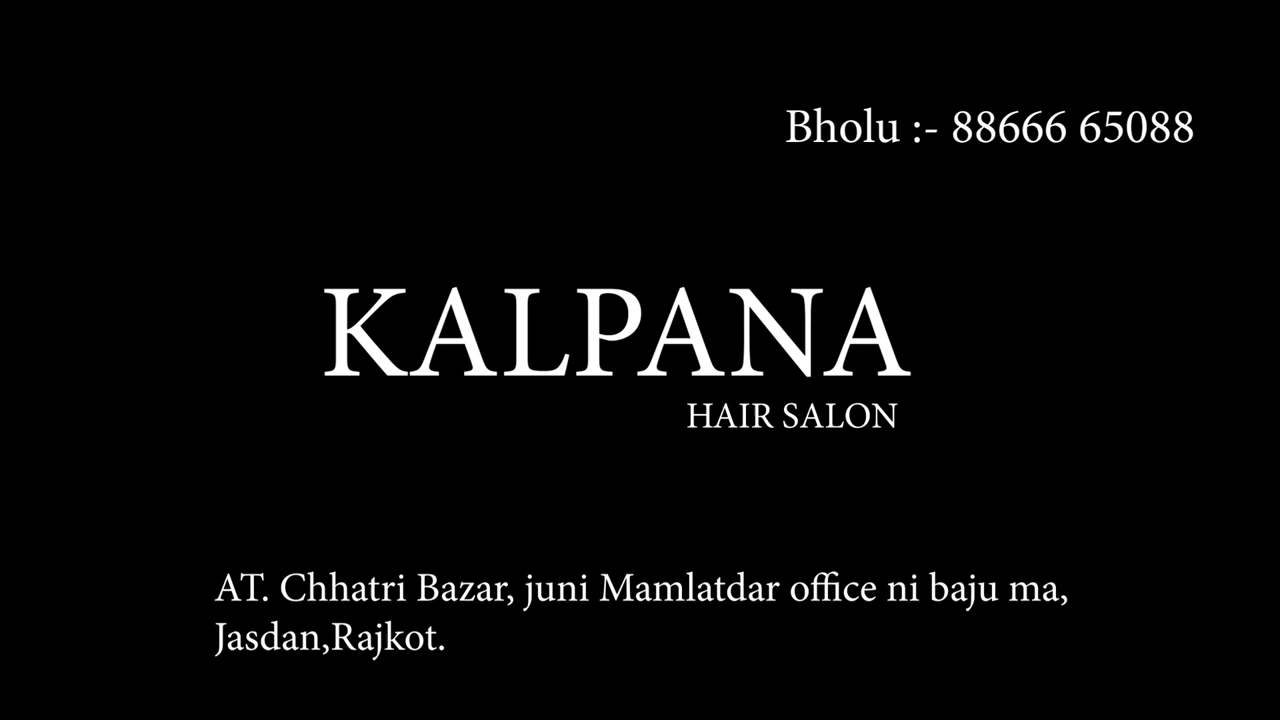 Bholu :- 88666 65088
KALPANA
HAIR SALON
AT. Chhatri Bazar, juni Mamlatdar office ni baju ma,
Jasdan,Rajkot.